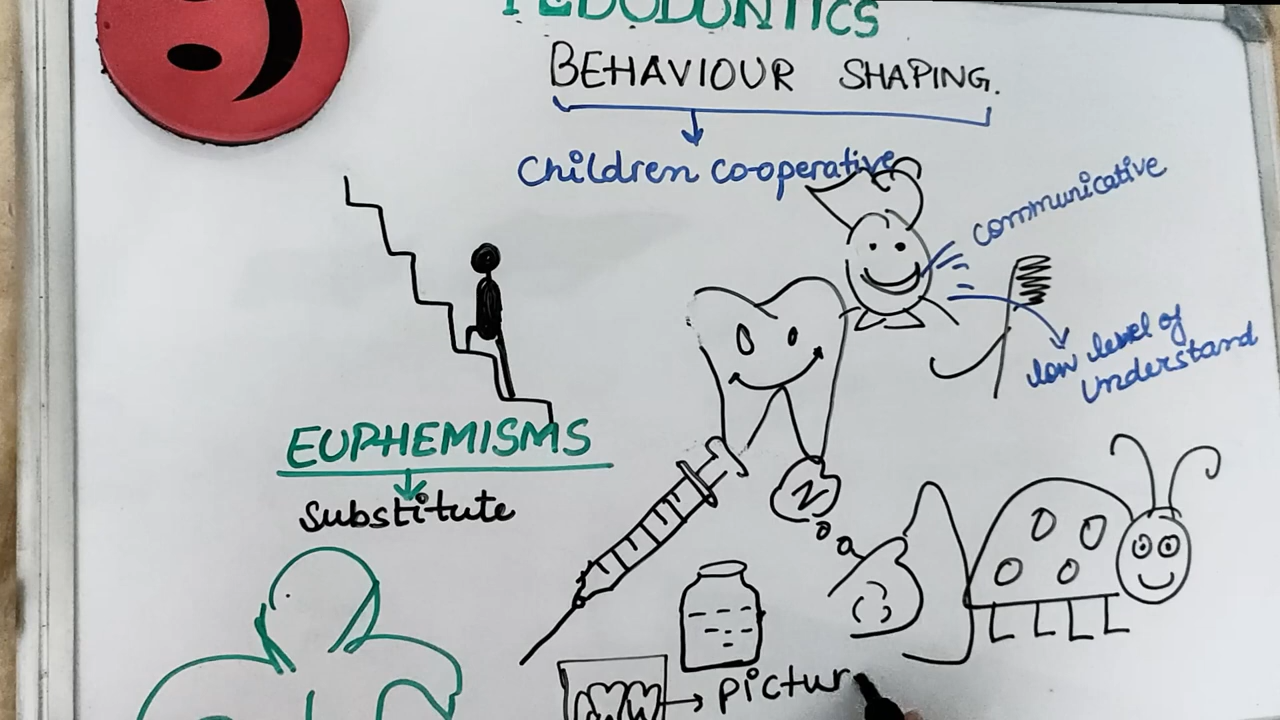 PEDODONTICS
BEHAVIOUR SHAPING.
Children co-operative
communicative
low level of
understand
EUPHEMISMS
Substitute
Z
pictur